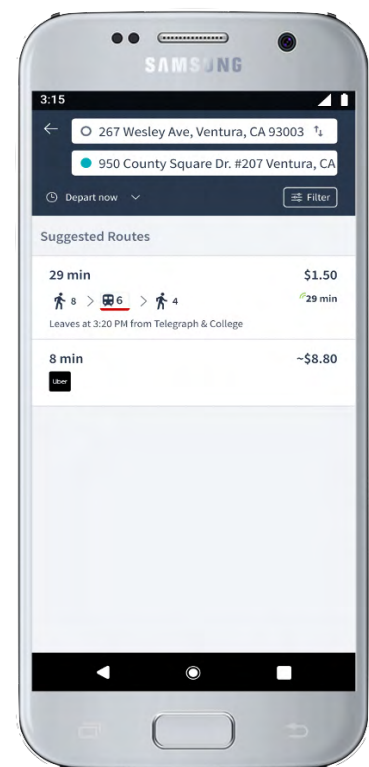 SAMSUNG
3:15
267 Wesley Ave, Ventura, CA 93003
950 County Square Dr. #207 Ventura, CA
Depart now
Filter
Suggested Routes
29 min $1.50
8 > 6 > 4 29 min
Leaves at 3:20 PM from Telegraph & College
8 min ~$8.80
Uber